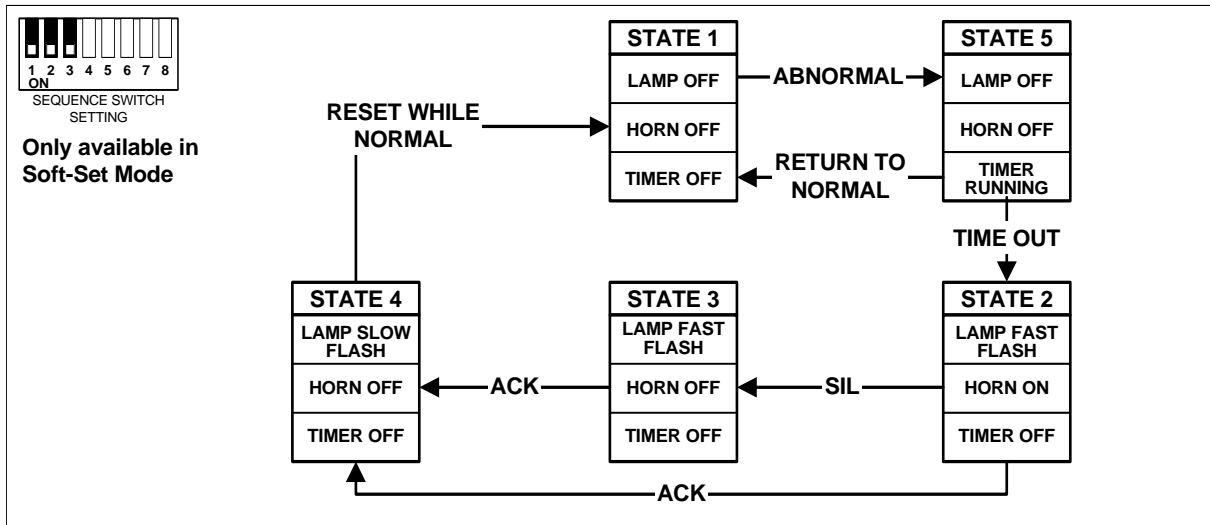 1 2 3 4 5 6 7 8
ON
SEQUENCE SWITCH
SETTING
Only available in
Soft-Set Mode
STATE 1
LAMP OFF
HORN OFF
TIMER OFF
ABNORMAL
RETURN TO
NORMAL
STATE 5
LAMP OFF
HORN OFF
TIMER
RUNNING
RESET WHILE
NORMAL
TIME OUT
STATE 4
LAMP SLOW
FLASH
HORN OFF
TIMER OFF
ACK
STATE 3
LAMP FAST
FLASH
HORN OFF
TIMER OFF
SIL
STATE 2
LAMP FAST
FLASH
HORN ON
TIMER OFF
ACK